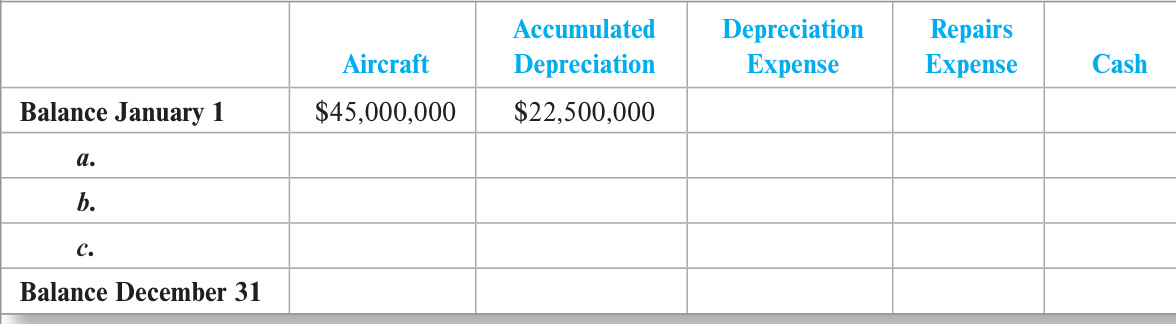 Accumulated Depreciation Repairs
Aircraft Depreciation Expense Expense Cash
Balance January 1 $45,000,000 $22,500,000
a.
b.
c.
Balance December 31